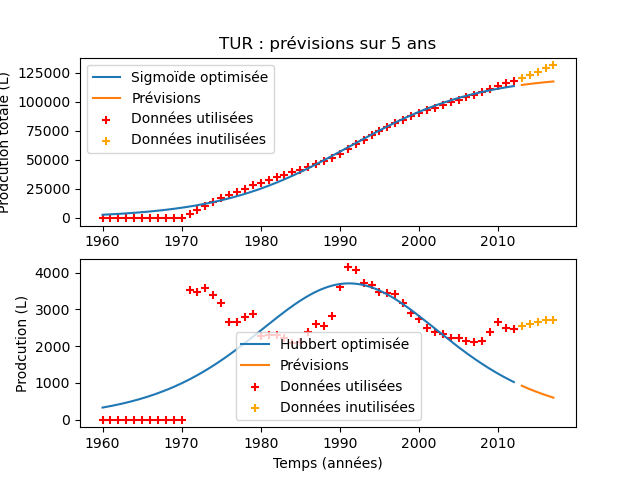 TUR : prévisions sur 5 ans
Prodcution totale (L)
125000
100000
75000
50000
25000
0
Sigmoïde optimisée
Prévisions
Données utilisées
Données inutilisées
1960 1970 1980 1990 2000 2010
Prodcution (L)
4000
3000
2000
1000
0
Hubbert optimisée
Prévisions
Données utilisées
Données inutilisées
1960 1970 1980 1990 2000 2010
Temps (années)